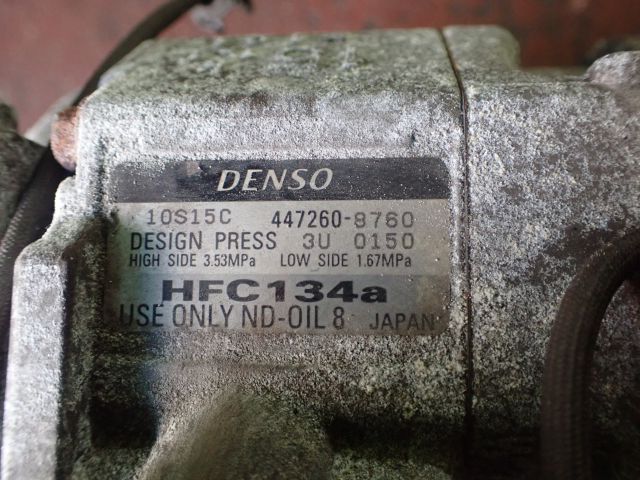 DENSO
10S15C 447260-8760
DESIGN PRESS 3U 0150
HIGH SIDE 3.53MPa LOW SIDE 1.67MPa
HFC134a
USE ONLY ND-OIL 8 JAPAN